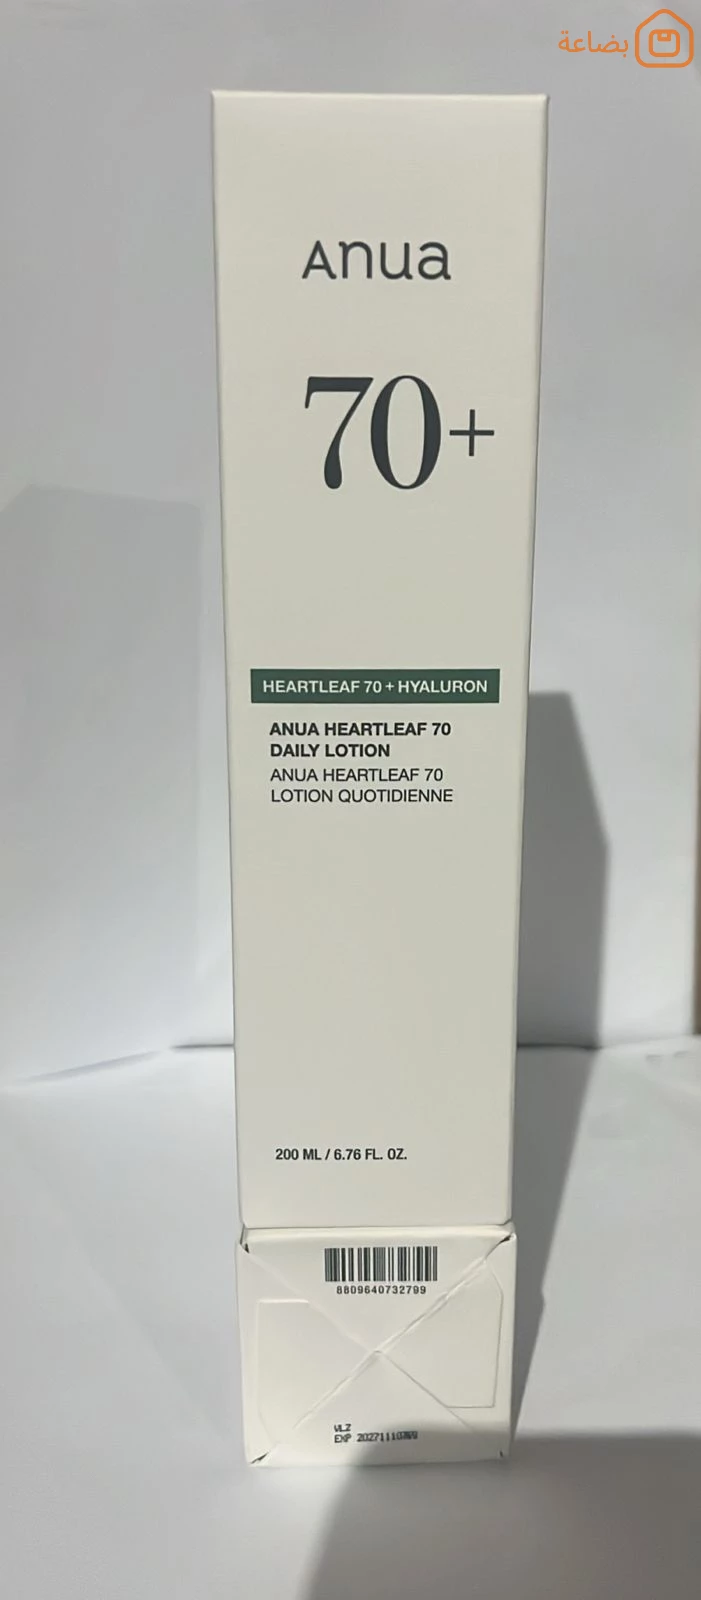 بضاعة
Anua
70+
HEARTLEAF 70 + HYALURON
ANUA HEARTLEAF 70
DAILY LOTION
ANUA HEARTLEAF 70
LOTION QUOTIDIENNE
200 ML / 6.76 FL. OZ.
8809640732799
VLZ
EXP